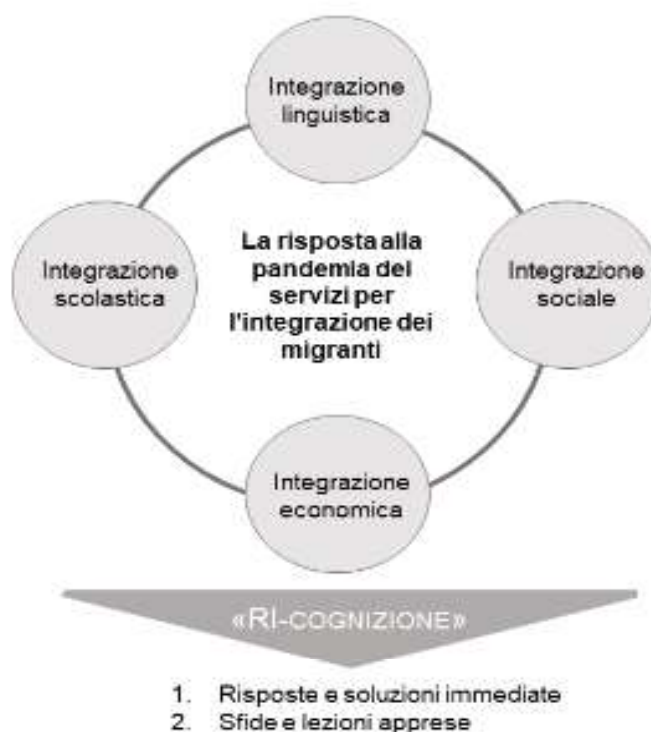 Integrazione
linguistica
Integrazione
scolastica
La risposta alla
pandemia dei
servizi per
l'integrazione dei
migranti
Integrazione
sociale
Integrazione
economica
«RI-COGNIZIONE»
1. Risposte e soluzioni immediate
2. Sfide e lezioni apprese